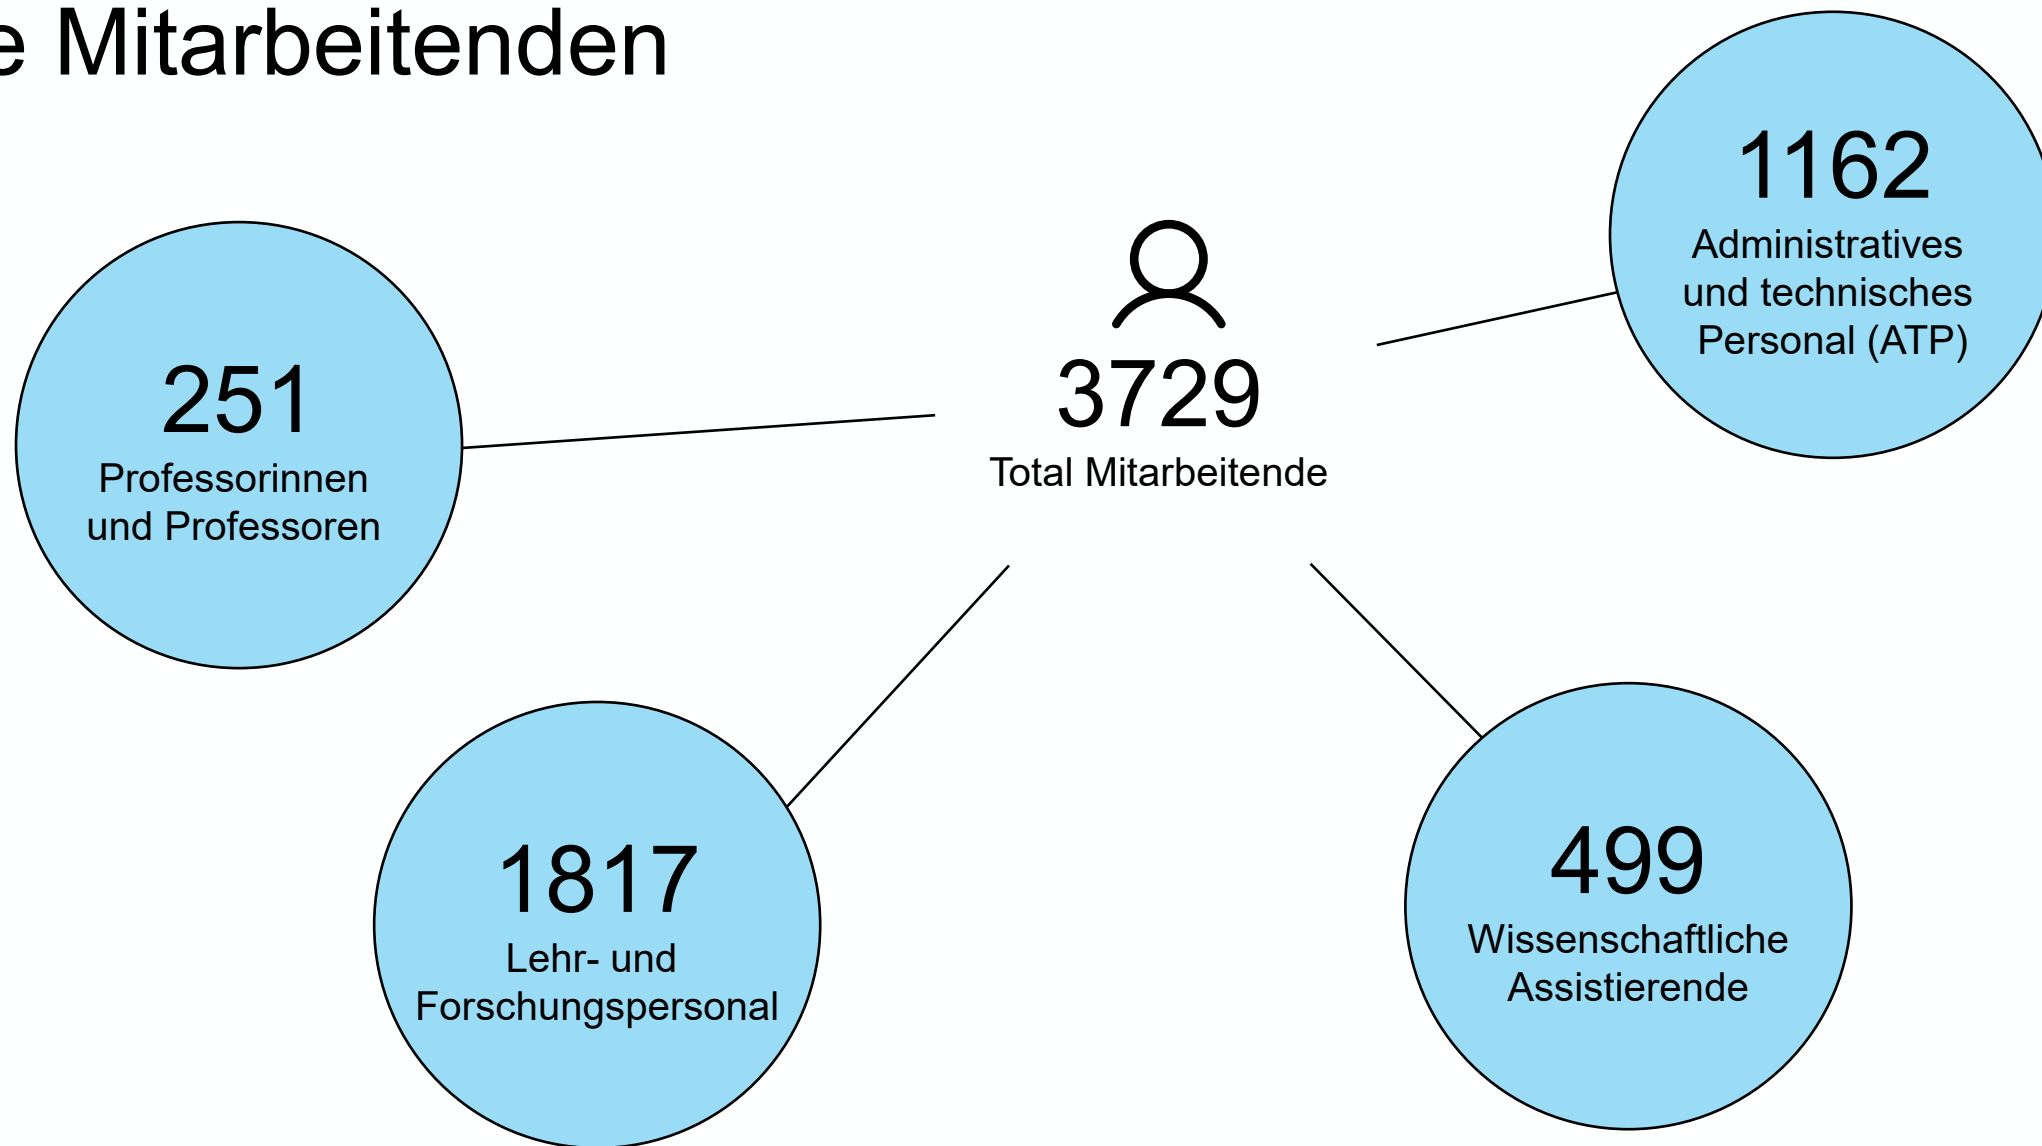 e Mitarbeitenden
1162
Administratives
und technisches
Personal (ATP)
3729
Total Mitarbeitende
251
Professorinnen
und Professoren
1817
Lehr- und
Forschungspersonal
499
Wissenschaftliche
Assistierende